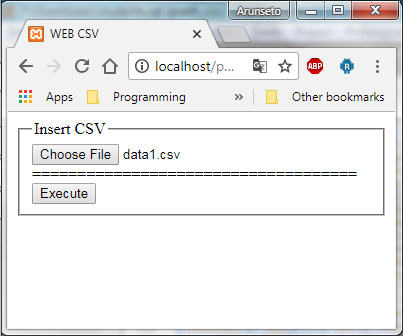 Arunseto
WEB CSV
localhost/p...
ABP
R
Apps
Programming
»
Other bookmarks
Insert CSV
Choose File data1.csv
====================================
Execute